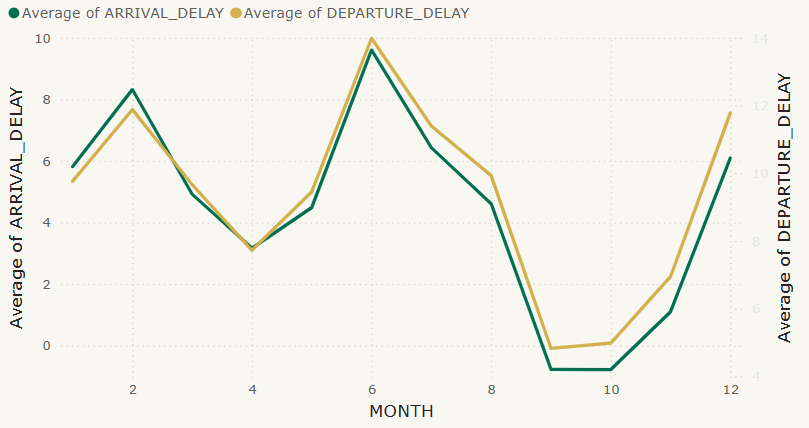 Average of ARRIVAL_DELAY Average of DEPARTURE_DELAY
10
8
6
4
2
0
Average of ARRIVAL_DELAY
14
12
10
8
6
4
Average of DEPARTURE_DELAY
2 4 6 8 10 12
MONTH